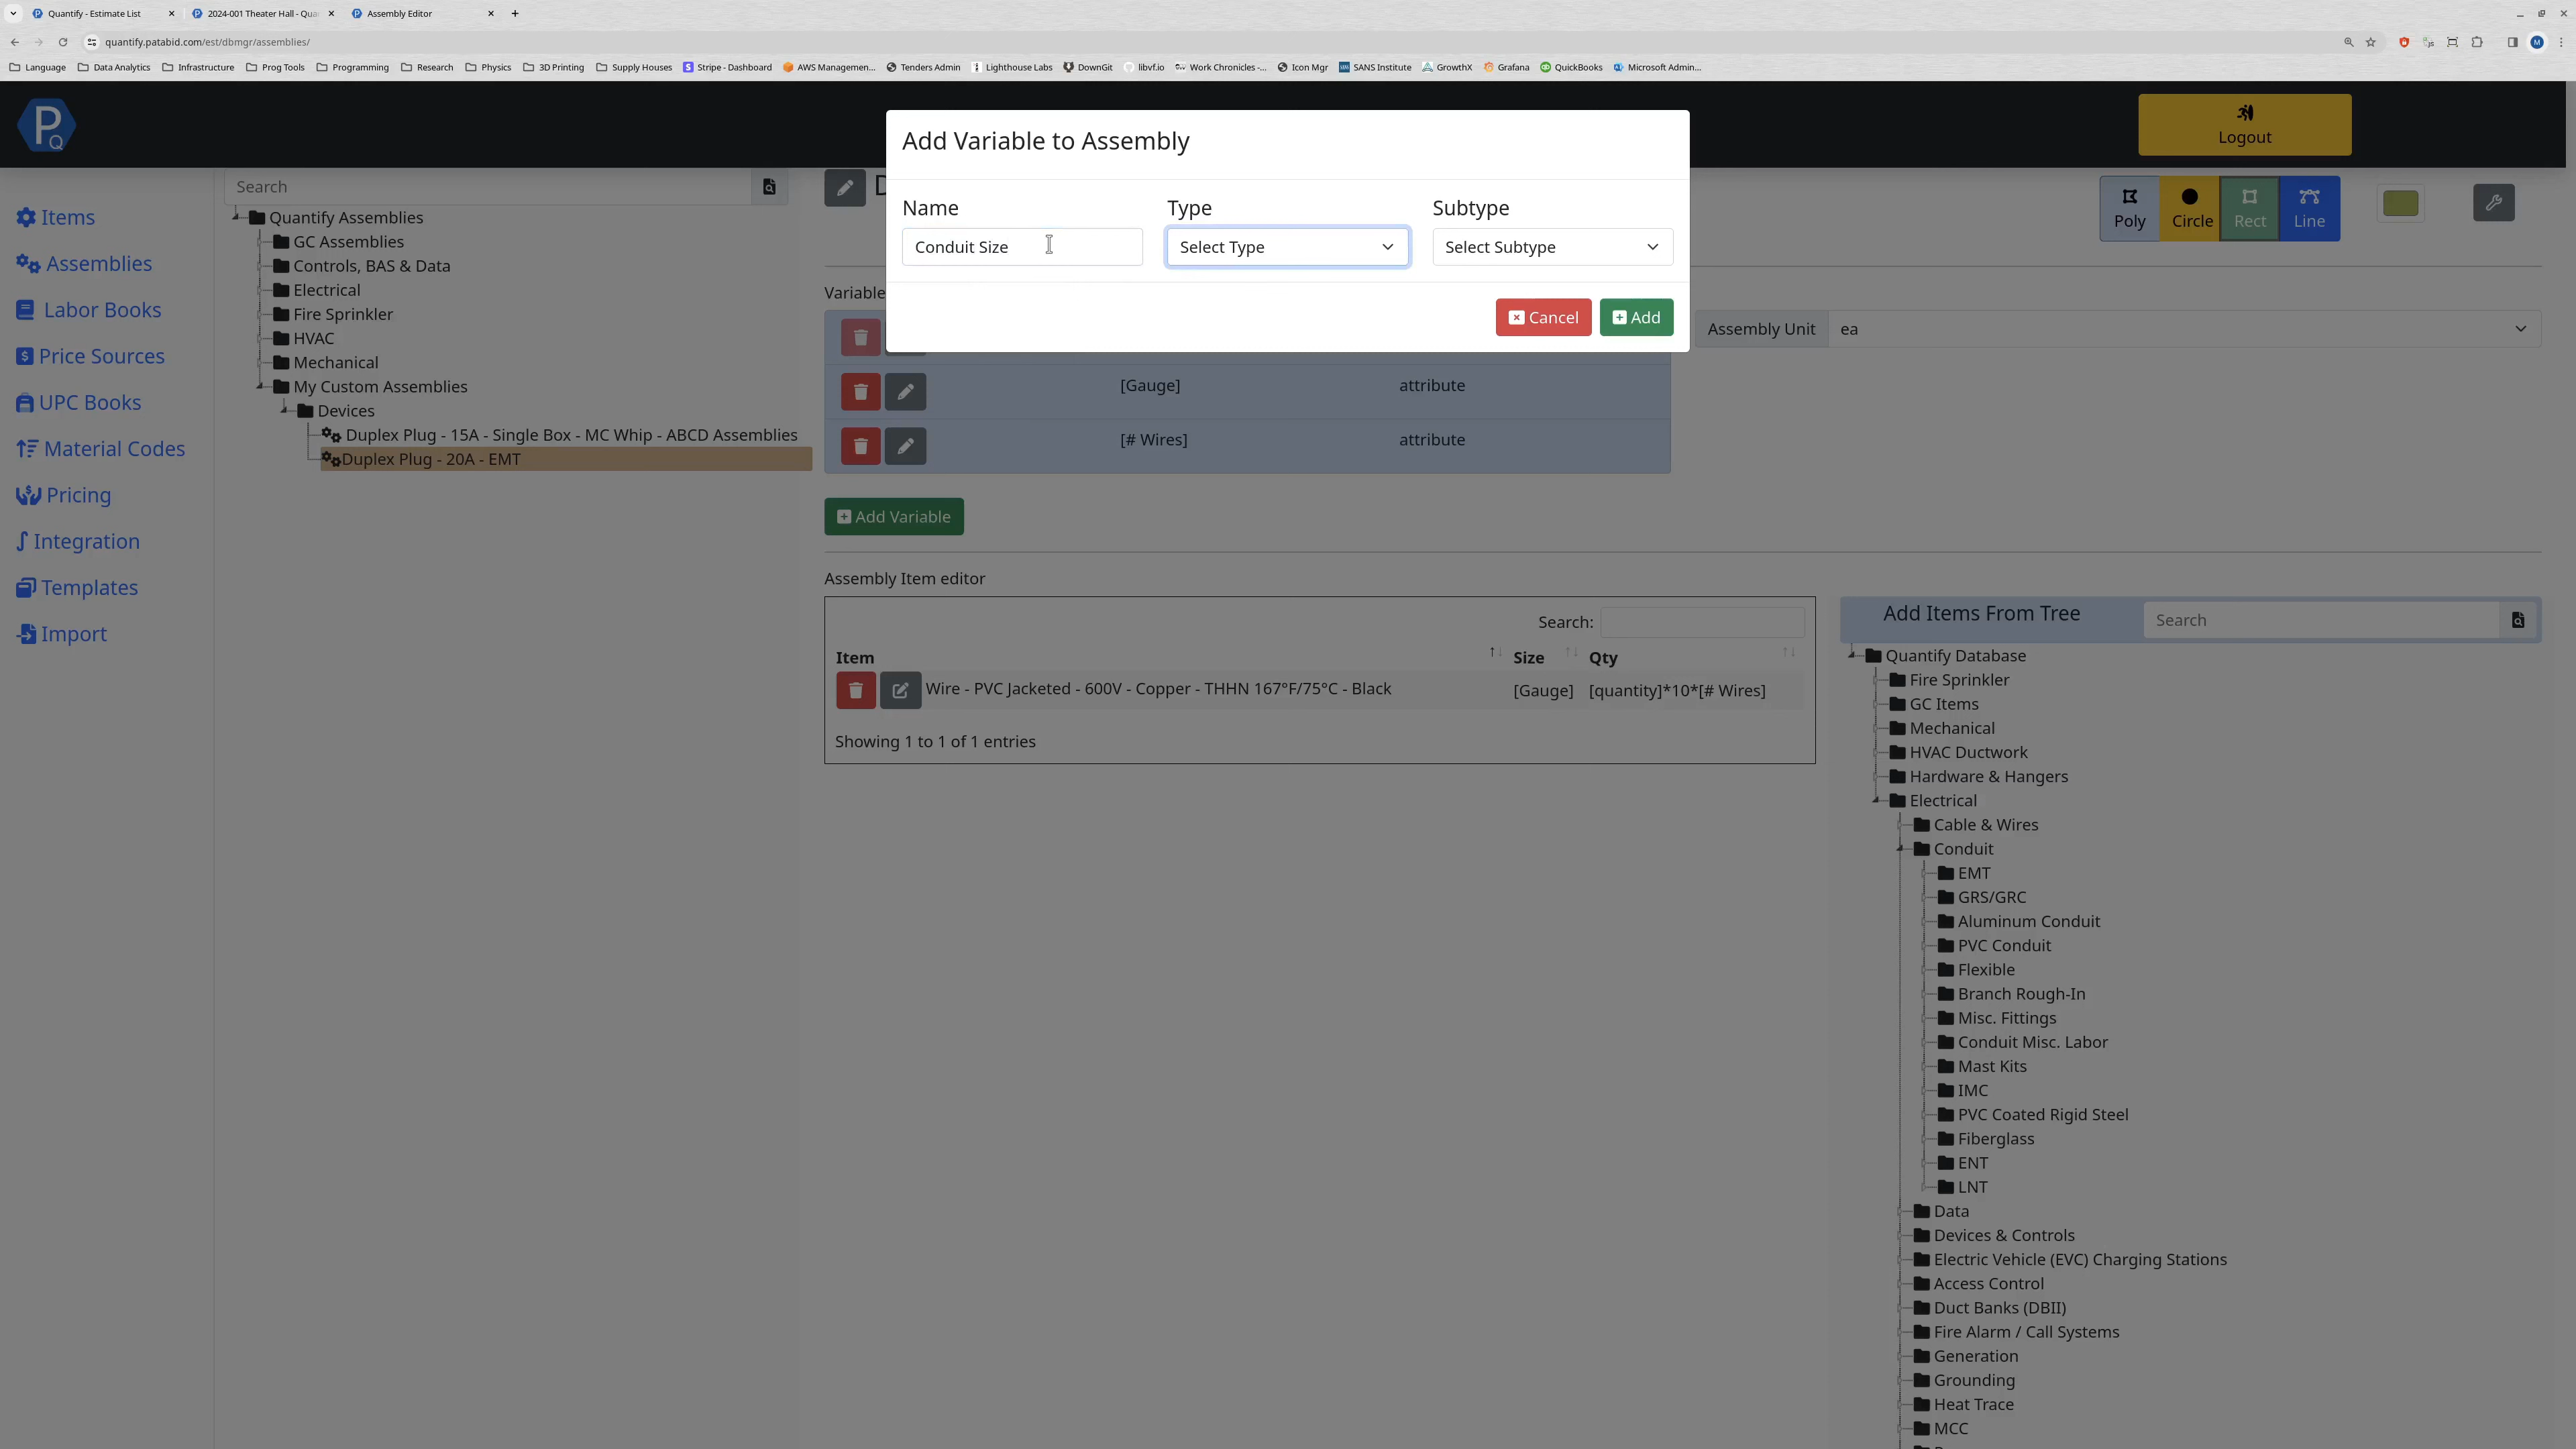 Quantify - Estimate List
2024-001 Theater Hall - Qua
Assembly Editor
quantify.patabid.com/est/dbmgr/assemblies/
Language Data Analytics Infrastructure Prog Tools Programming Research Physics 3D Printing Supply Houses Stripe - Dashboard AWS Managemen... Tenders Admin Lighthouse Labs DownGit libvf.io Work Chronicles -... Icon Mgr SANS Institute GrowthX Grafana QuickBooks Microsoft Admin...
Logout
Items
Assemblies
Labor Books
Price Sources
UPC Books
Material Codes
Pricing
Integration
Templates
Import
Search
Quantify Assemblies
GC Assemblies
Controls, BAS & Data
Electrical
Fire Sprinkler
HVAC
Mechanical
My Custom Assemblies
Devices
Duplex Plug - 15A - Single Box - MC Whip - ABCD Assemblies
Duplex Plug - 20A - EMT
Add Variable to Assembly
Name Type Subtype
Conduit Size Select Type Select Subtype
Cancel Add
Poly Circle Rect Line
Variable
Assembly Unit ea
[Gauge] attribute
[# Wires] attribute
Add Variable
Assembly Item editor
Search:
Item Size Qty
Wire - PVC Jacketed - 600V - Copper - THHN 167°F/75°C - Black [Gauge] [quantity]*10*[# Wires]
Showing 1 to 1 of 1 entries
Add Items From Tree Search
Quantify Database
Fire Sprinkler
GC Items
Mechanical
HVAC Ductwork
Hardware & Hangers
Electrical
Cable & Wires
Conduit
EMT
GRS/GRC
Aluminum Conduit
PVC Conduit
Flexible
Branch Rough-In
Misc. Fittings
Conduit Misc. Labor
Mast Kits
IMC
PVC Coated Rigid Steel
Fiberglass
ENT
LNT
Data
Devices & Controls
Electric Vehicle (EVC) Charging Stations
Access Control
Duct Banks (DBII)
Fire Alarm / Call Systems
Generation
Grounding
Heat Trace
MCC